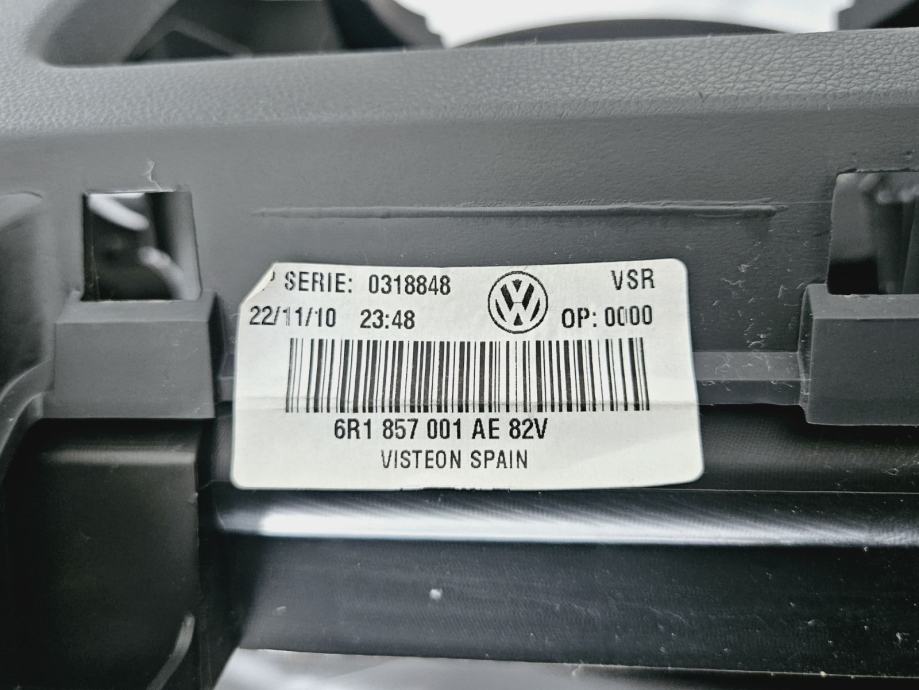 SERIE: 0318848 VSR
22/11/10 23:48 OP: 0000
6R1 857 001 AE 82V
VISTEON SPAIN